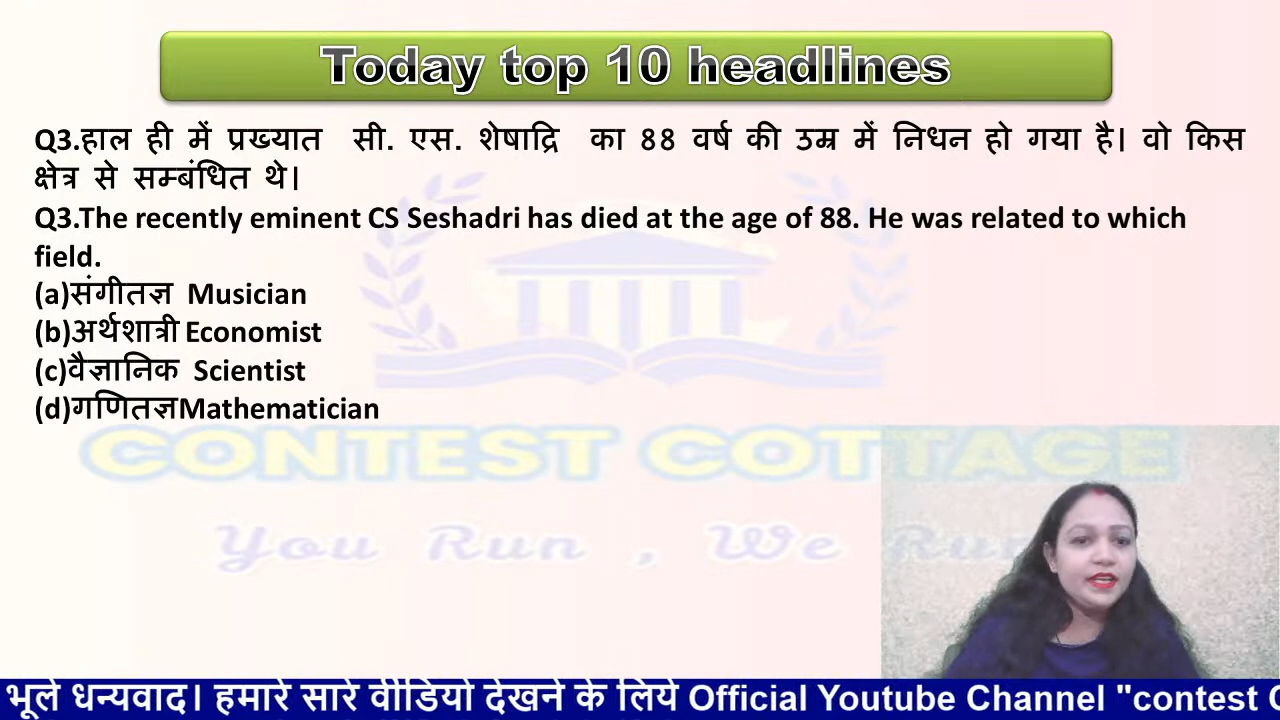 Today top 10 headlines
Q3.हाल ही में प्रख्यात सी. एस. शेषाद्रि का 88 वर्ष की उम्र में निधन हो गया है। वो किस
क्षेत्र से सम्बंधित थे।
Q3.The recently eminent CS Seshadri has died at the age of 88. He was related to which
field.
(a)संगीतज्ञ Musician
(b)अर्थशात्री Economist
(c)वैज्ञानिक Scientist
(d)गणितज्ञMathematician
CONTEST COTTAGE
You Run , We Run
भूले धन्यवाद। हमारे सारे वीडियो देखने के लिये Official Youtube Channel "contest C